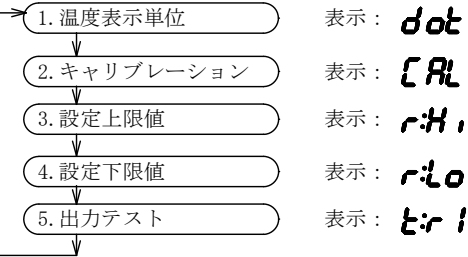 1.温度表示単位 表示： dot
2.キャリブレーション 表示： CAL
3.設定上限値 表示： r:Hi
4.設定下限値 表示： r:Lo
5.出力テスト 表示： t:r1